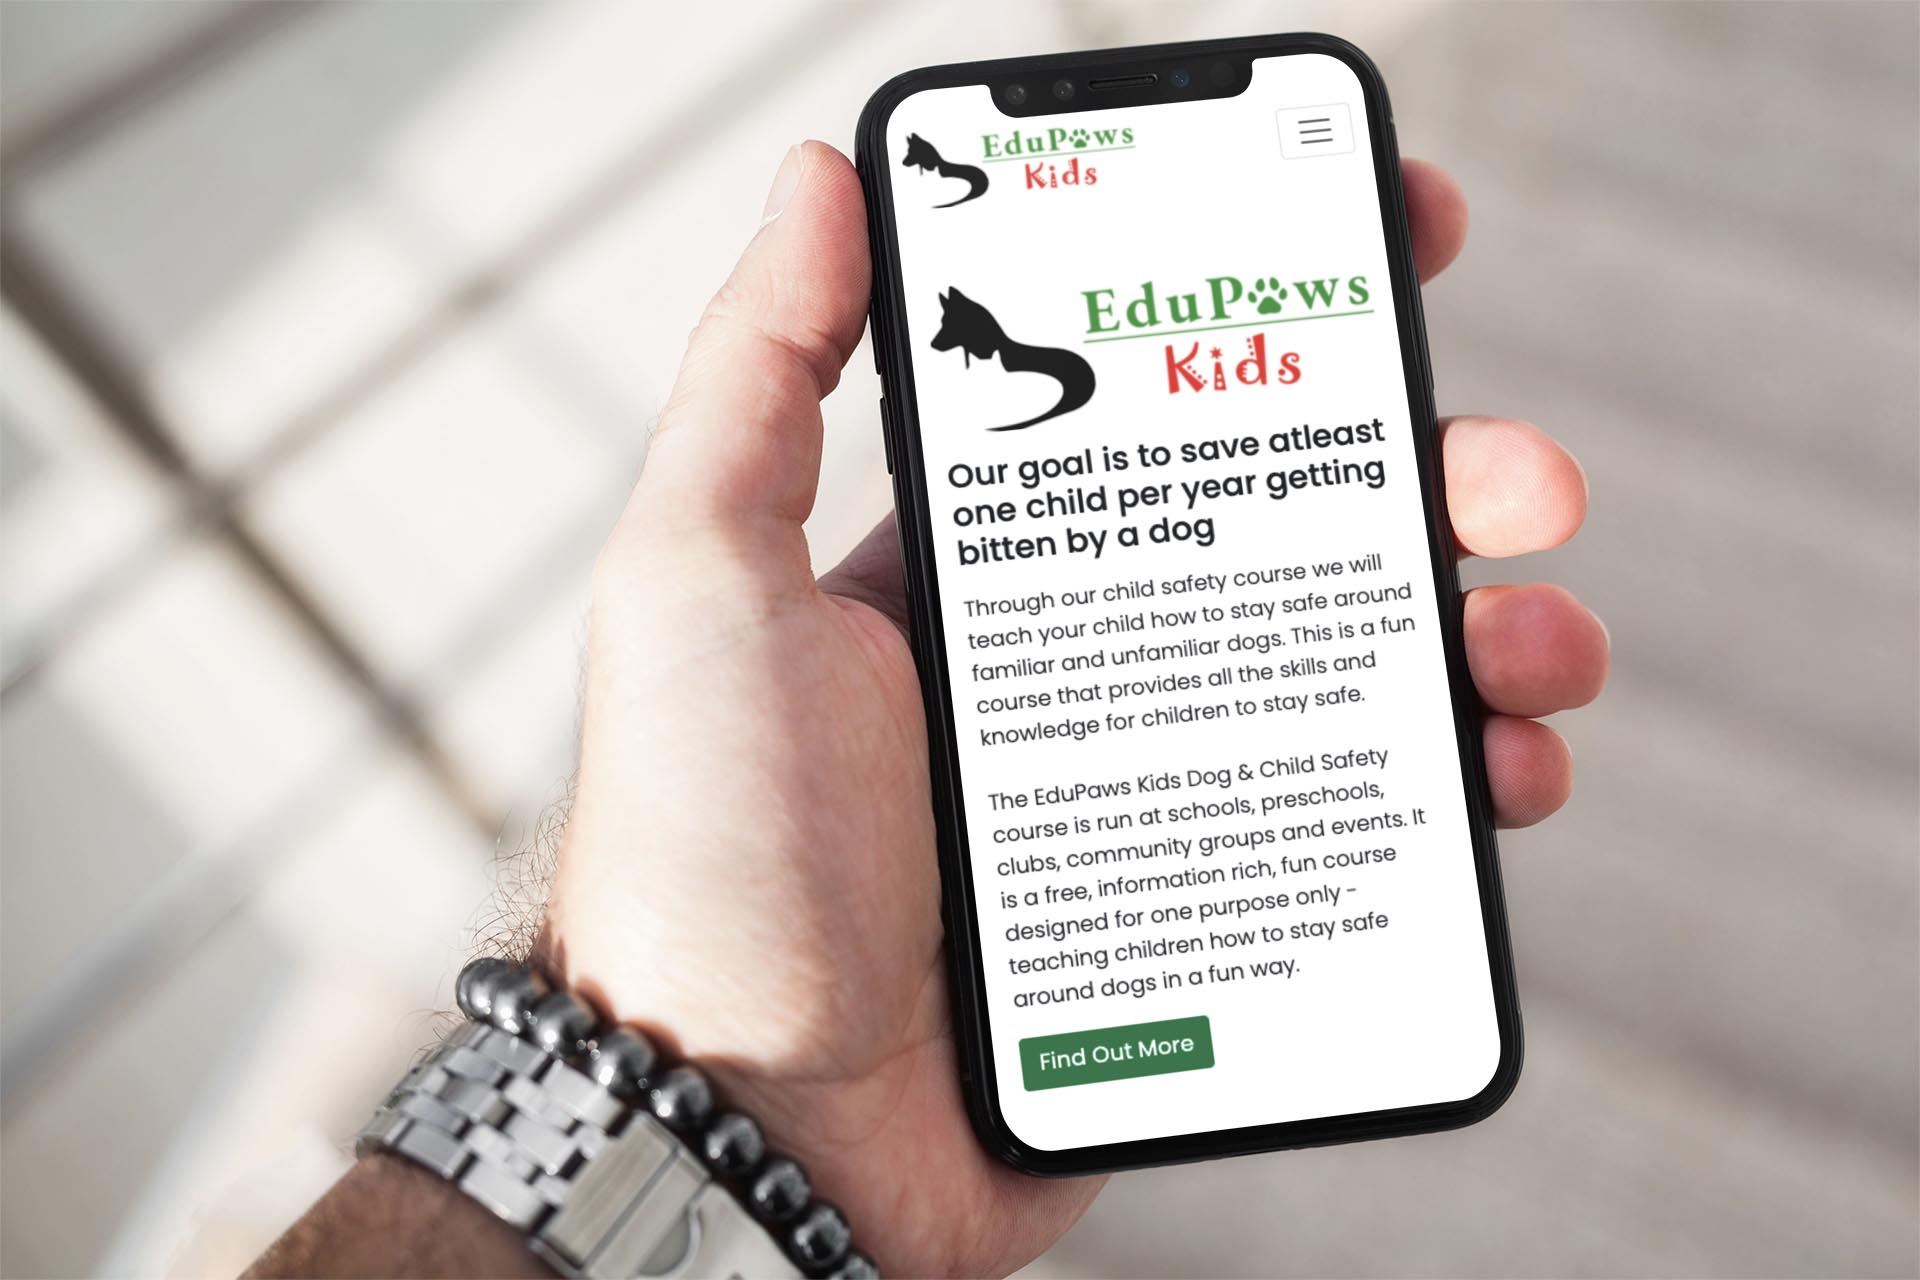 EduPaws
Kids
EduPaws
Kids
Our goal is to save atleast
one child per year getting
bitten by a dog
Through our child safety course we will
teach your child how to stay safe around
familiar and unfamiliar dogs. This is a fun
course that provides all the skills and
knowledge for children to stay safe.
The EduPaws Kids Dog & Child Safety
course is run at schools, preschools,
clubs, community groups and events. It
is a free, information rich, fun course
designed for one purpose only -
teaching children how to stay safe
around dogs in a fun way.
Find Out More